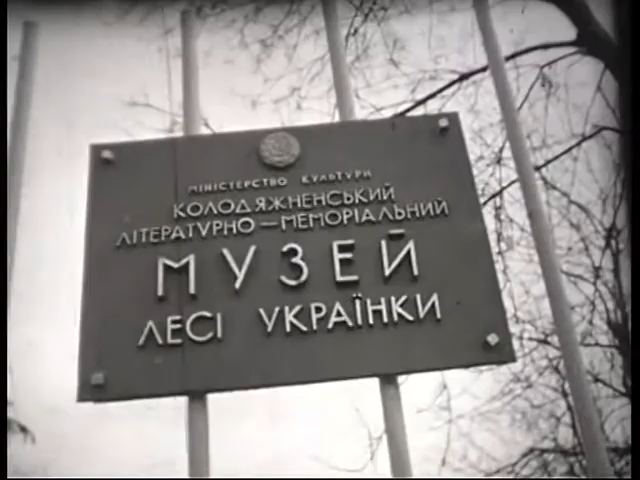 МІНІСТЕРСТВО КУЛЬТУРИ
КОЛОДЯЖНЕНСЬКИЙ
ЛІТЕРАТУРНО — МЕМОРІАЛЬНИЙ
МУЗЕЙ
ЛЕСІ УКРАЇНКИ